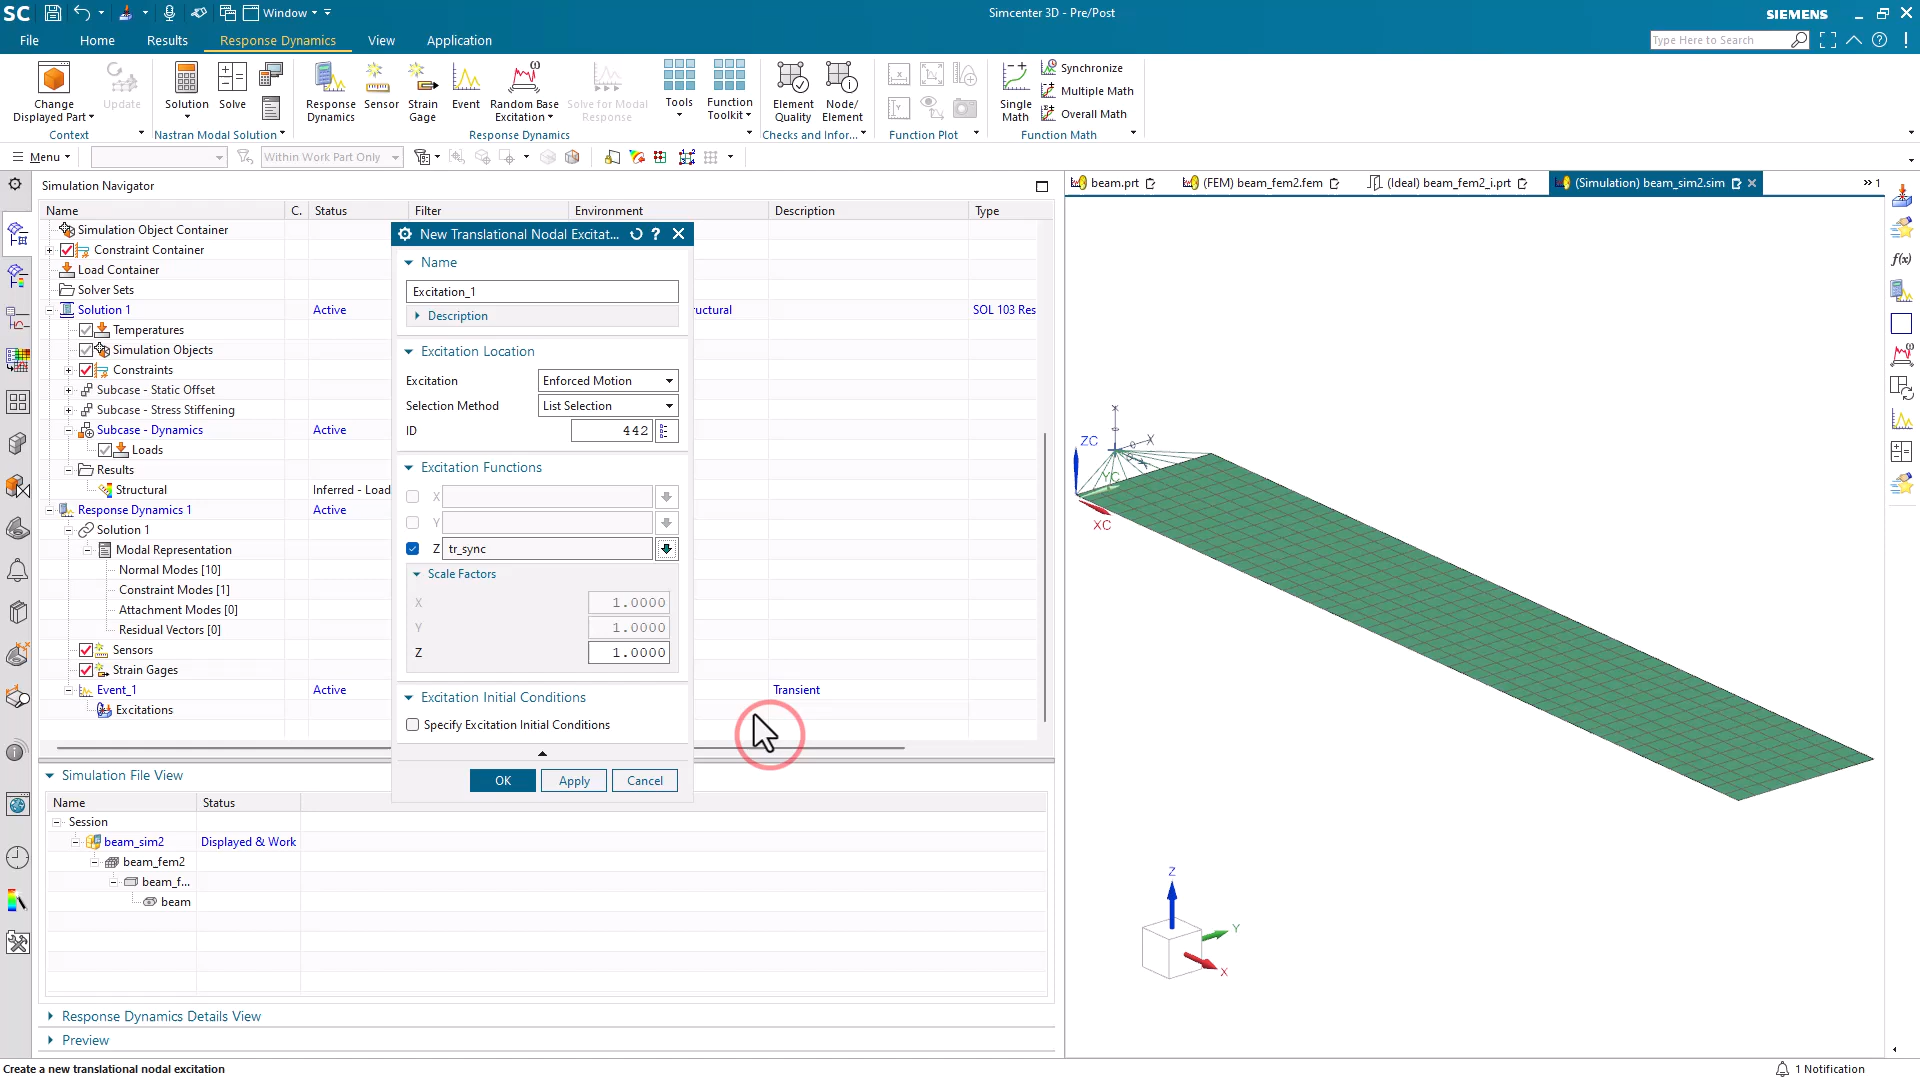 SC
Window
Simcenter 3D - Pre/Post
SIEMENS
File
Home
Results
Response Dynamics
View
Application
Type Here to Search
Change
Displayed Part
Update
Context
Solution
Solve
Nastran Modal Solution
Response
Dynamics
Sensor
Strain
Gage
Event
Random Base
Excitation
Solve for Modal
Response
Tools
Function
Toolkit
Response Dynamics
Element
Quality
Node/
Element
Checks and Infor...
Function Plot
Single
Math
Synchronize
Multiple Math
Overall Math
Function Math
Menu
Within Work Part Only
Simulation Navigator
beam.prt
(FEM) beam_fem2.fem
(Ideal) beam_fem2_i.prt
(Simulation) beam_sim2.sim
1
Name
C.
Status
Filter
Environment
Description
Type
Simulation Object Container
Constraint Container
Load Container
Solver Sets
Solution 1
Active
ructural
SOL 103 Res
Temperatures
Simulation Objects
Constraints
Subcase - Static Offset
Subcase - Stress Stiffening
Subcase - Dynamics
Active
Loads
Results
Structural
Inferred - Load
Response Dynamics 1
Active
Solution 1
Modal Representation
Normal Modes [10]
Constraint Modes [1]
Attachment Modes [0]
Residual Vectors [0]
Sensors
Strain Gages
Event_1
Active
Transient
Excitations
New Translational Nodal Excitat...
Name
Excitation_1
Description
Excitation Location
Excitation
Enforced Motion
Selection Method
List Selection
ID
442
Excitation Functions
X
Y
Z
tr_sync
Scale Factors
X
1.0000
Y
1.0000
Z
1.0000
Excitation Initial Conditions
Specify Excitation Initial Conditions
OK
Apply
Cancel
Simulation File View
Name
Status
Session
beam_sim2
Displayed & Work
beam_fem2
beam_f...
beam
Response Dynamics Details View
Preview
ZC
YC
XC
X
Z
Y
X
f(x)
Create a new translational nodal excitation
1 Notification